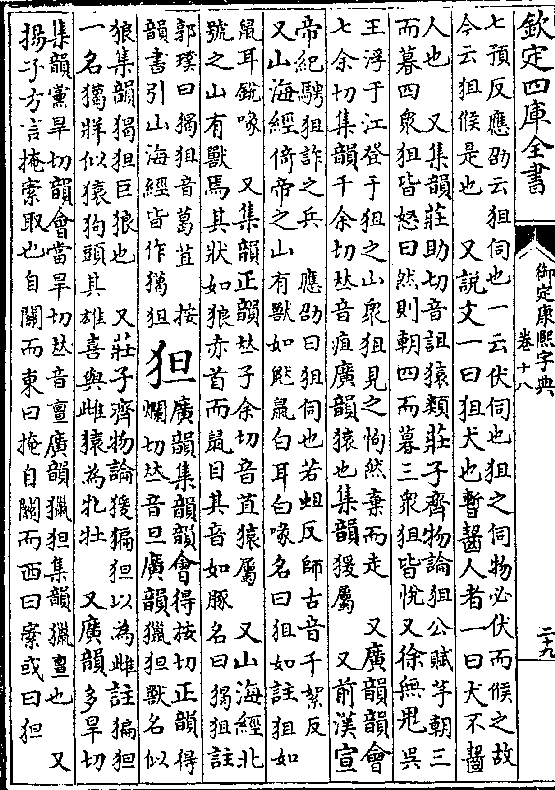 欽定四庫全書
御定康熙字典
卷十八
二十九
七預反應劭云狙伺也一云伏伺也狙之伺物必伏而候之故
今云狙候是也 又說文一曰狙犬也暫齧人者一曰犬不齧
人也 又集韻莊助切音詛猿類莊子齊物論狙公賦芧朝三
而暮四衆狙皆怒曰然則朝四而暮三衆狙皆悅又徐無鬼吳
王浮于江登于狙之山衆狙見之恂然棄而走 又廣韻韻會
七余切集韻千余切𠀤音疽廣韻猿也集韻猨屬 又前漢宣
帝紀騁狙詐之兵 應劭曰狙伺也若蛆反師古音千絮反
又山海經倚帝之山有獸如鼣鼠白耳白喙名曰狙如註狙如
鼠耳銳喙 又集韻正韻𠀤子余切音苴猿屬 又山海經北
號之山有獸焉其狀如狼赤首而鼠目其音如豚名曰獦狙註
郭璞曰獦狙音葛苴 按
韻書引山海經皆作獦狙
狚
廣韻集韻韻會得按切正韻得
爛切𠀤音旦廣韻獵狚獸名似
狼集韻獦狚巨狼也 又莊子齊物論猨猵狚以為雌註猵狚
一名獦牂似猿狗頭其雄喜與雌猿為牝牡 又廣韻多旱切
集韻黨旱切韻會當旱切𠀤音亶廣韻獵狚集韻獵亶也 又
揚子方言掩索取也自關而東曰掩自關而西曰索或曰狚